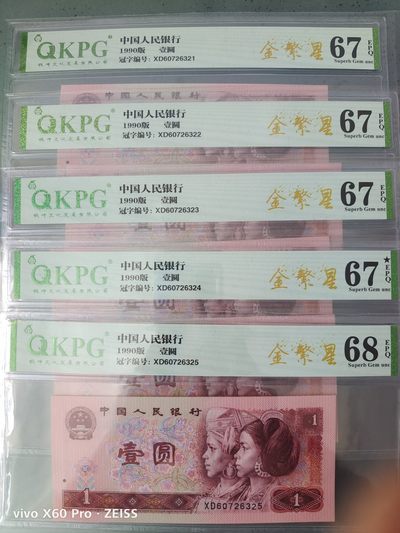 QKPG
中国人民银行
1990版 壹圆
冠字编号: XD60726321
金繁星
67 EPQ
Superb Gem unc
QKPG
中国人民银行
1990版 壹圆
冠字编号: XD60726322
金繁星
67 EPQ
Superb Gem unc
QKPG
中国人民银行
1990版 壹圆
冠字编号: XD60726323
金繁星
67 EPQ
Superb Gem unc
QKPG
中国人民银行
1990版 壹圆
冠字编号: XD60726324
金繁星
67 ★ EPQ
Superb Gem unc
QKPG
中国人民银行
1990版 壹圆
冠字编号: XD60726325
金繁星
68 EPQ
Superb Gem unc
中国人民银行
1
壹圆
1
XD60726325
vivo X60 Pro · ZEISS